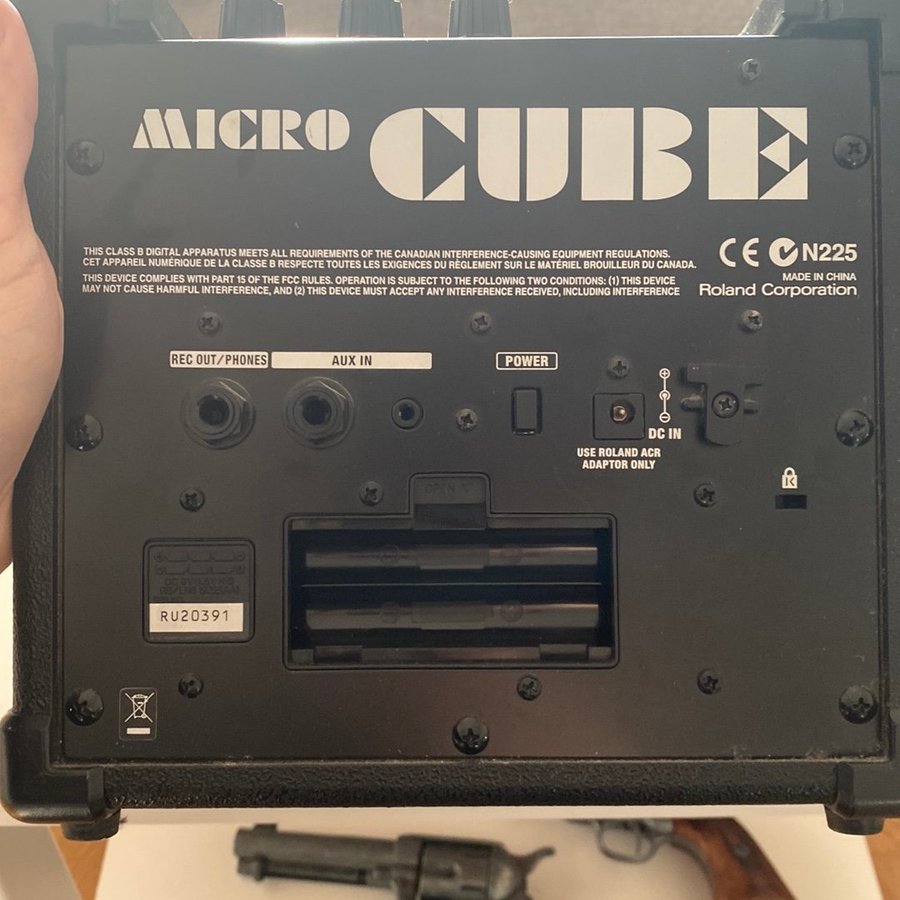 MICRO CUBE
THIS CLASS B DIGITAL APPARATUS MEETS ALL REQUIREMENTS OF THE CANADIAN INTERFERENCE-CAUSING EQUIPMENT REGULATIONS.
CET APPAREIL NUMÉRIQUE DE LA CLASSE B RESPECTE TOUTES LES EXIGENCES DU RÈGLEMENT SUR LE MATÉRIEL BROUILLEUR DU CANADA.
THIS DEVICE COMPLIES WITH PART 15 OF THE FCC RULES. OPERATION IS SUBJECT TO THE FOLLOWING TWO CONDITIONS: (1) THIS DEVICE
MAY NOT CAUSE HARMFUL INTERFERENCE, AND (2) THIS DEVICE MUST ACCEPT ANY INTERFERENCE RECEIVED, INCLUDING INTERFERENCE
CE N225
MADE IN CHINA
Roland Corporation
REC OUT/PHONES
AUX IN
POWER
DC IN
USE ROLAND ACR
ADAPTOR ONLY
K
OPEN
RU20391